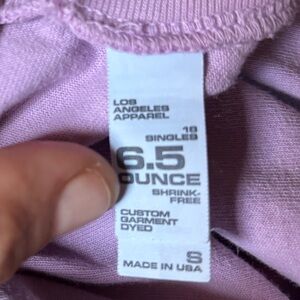 LOS
ANGELES
APPAREL
18
SINGLES
6.5
OUNCE
SHRINK-
FREE
CUSTOM
GARMENT
DYED
S
MADE IN USA